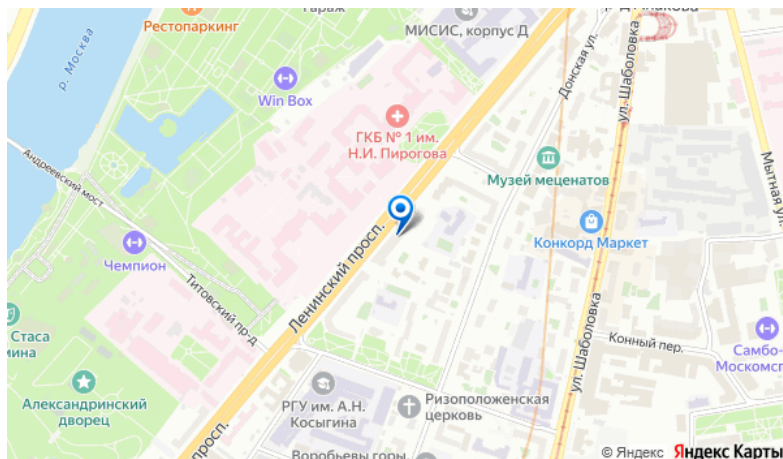 Гараж
Рестопаркинг
МИСИС, корпус Д
р. Москва
Win Box
Донская ул.
ул. Шаболовка
ГКБ № 1 им.
Н.И. Пирогова
Музей меценатов
Мытная ул.
Андреевский мост
Чемпион
Конкорд Маркет
Титовский пр-д
Ленинский просп.
Стаса
ул. Шаболовка
Конный пер.
Самбо-
Москомсп
Александринский
дворец
РГУ им. А.Н.
Косыгина
Ризоположенская
церковь
просп.
Воробьевы горы
© Яндекс Яндекс Карты